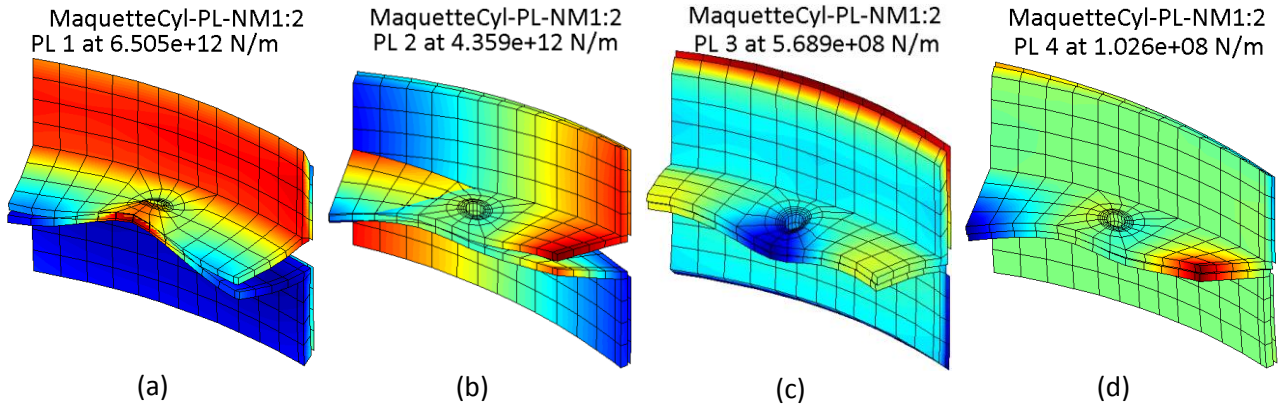 MaquetteCyl-PL-NM1:2
PL 1 at 6.505e+12 N/m
MaquetteCyl-PL-NM1:2
PL 2 at 4.359e+12 N/m
MaquetteCyl-PL-NM1:2
PL 3 at 5.689e+08 N/m
MaquetteCyl-PL-NM1:2
PL 4 at 1.026e+08 N/m
(a)
(b)
(c)
(d)